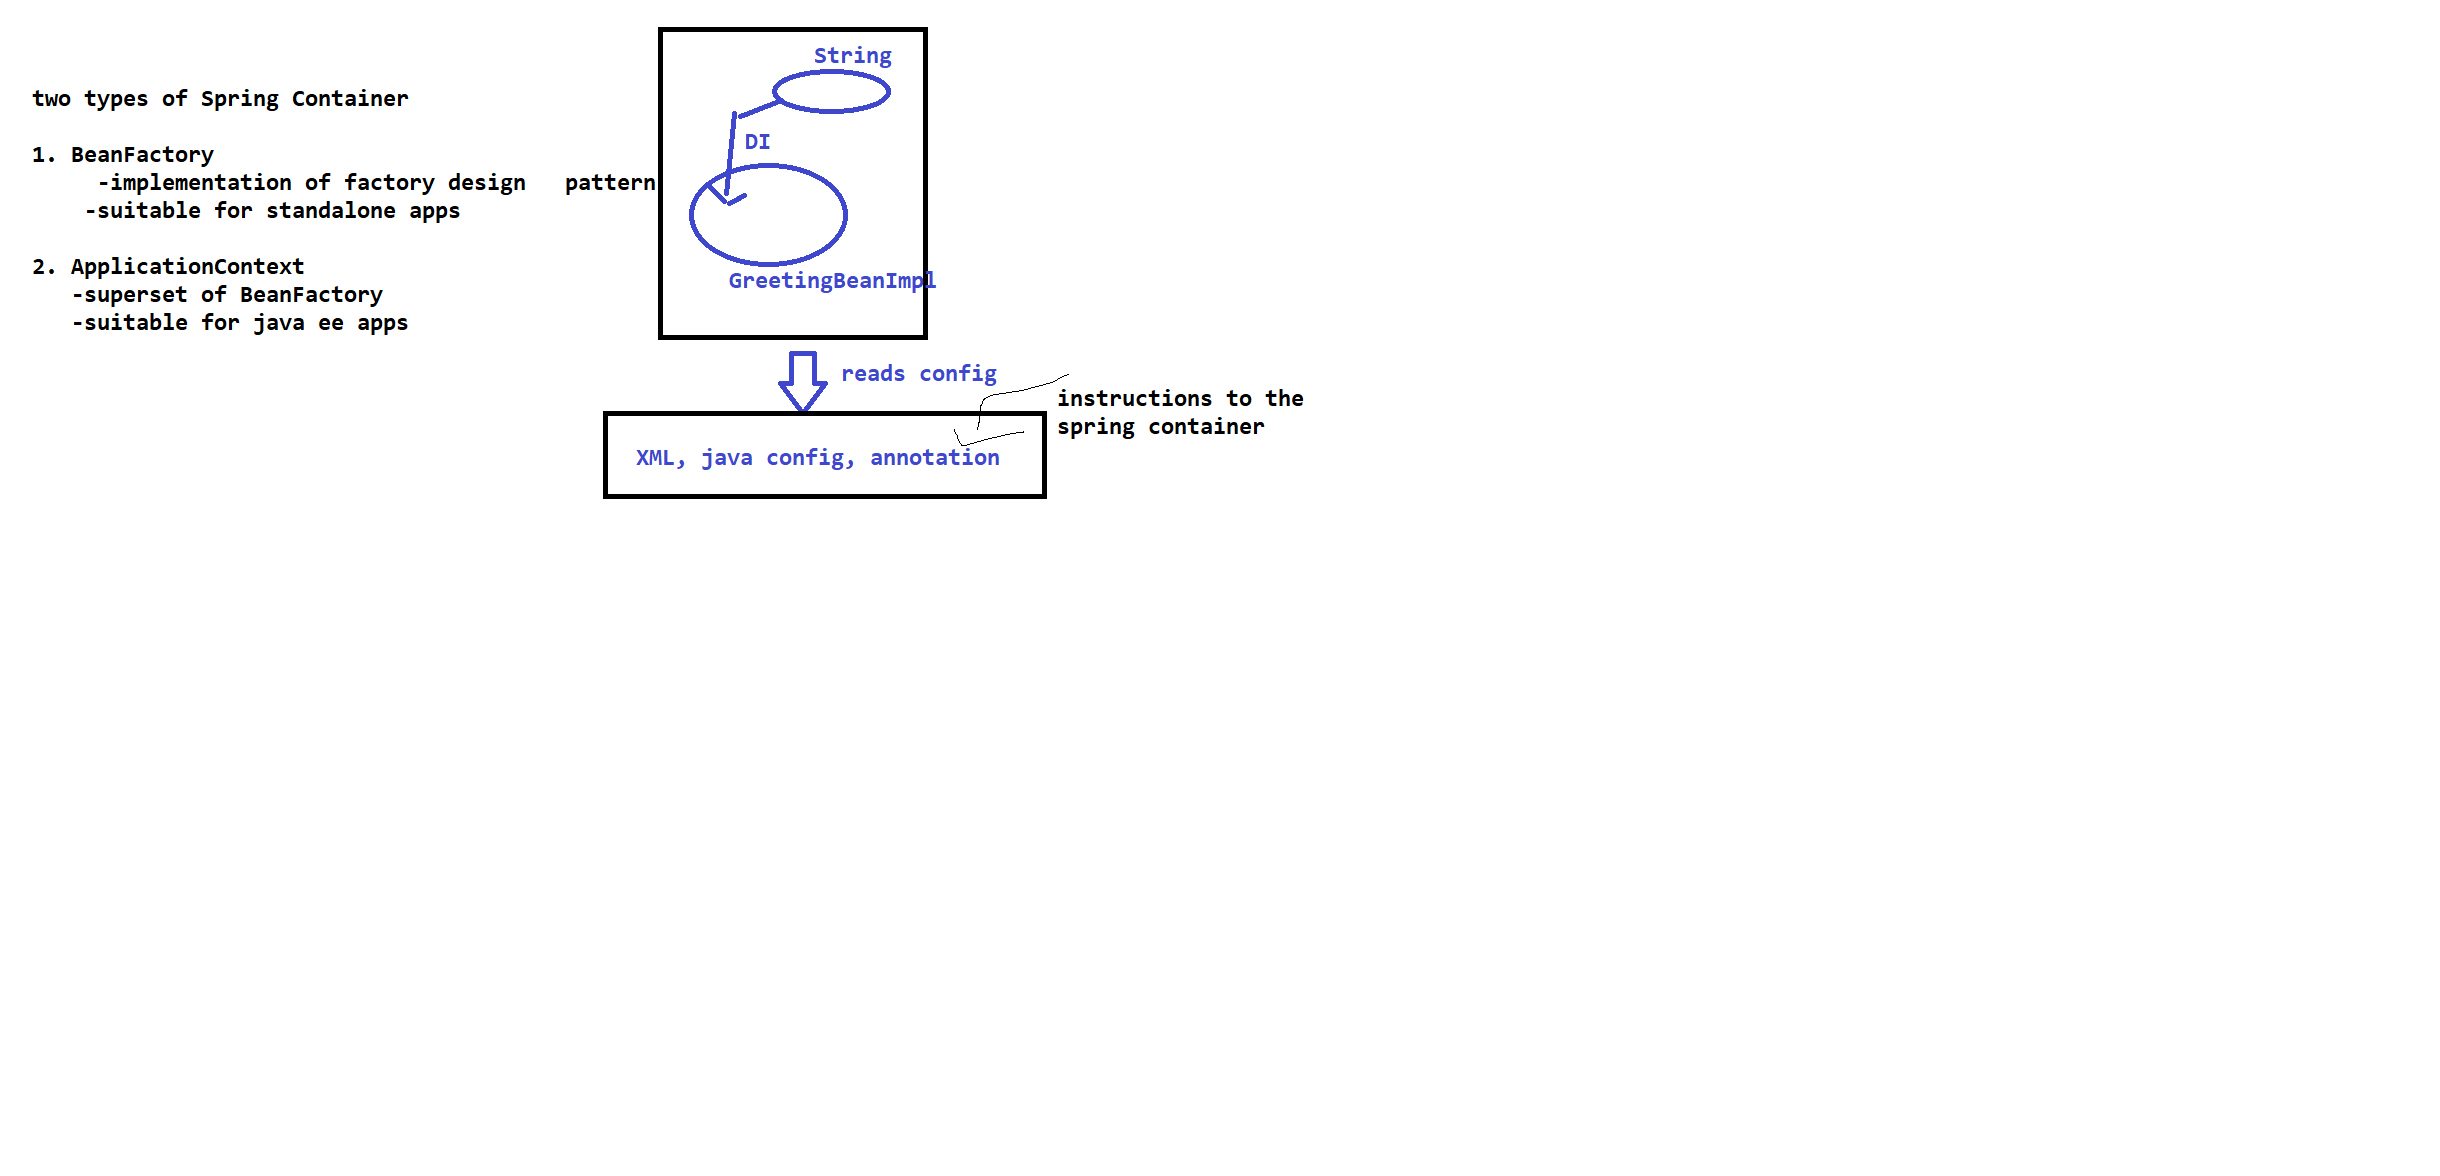 two types of Spring Container
1. BeanFactory
-implementation of factory design pattern
-suitable for standalone apps
2. ApplicationContext
-superset of BeanFactory
-suitable for java ee apps
String
DI
GreetingBeanImpl
reads config
instructions to the
spring container
XML, java config, annotation